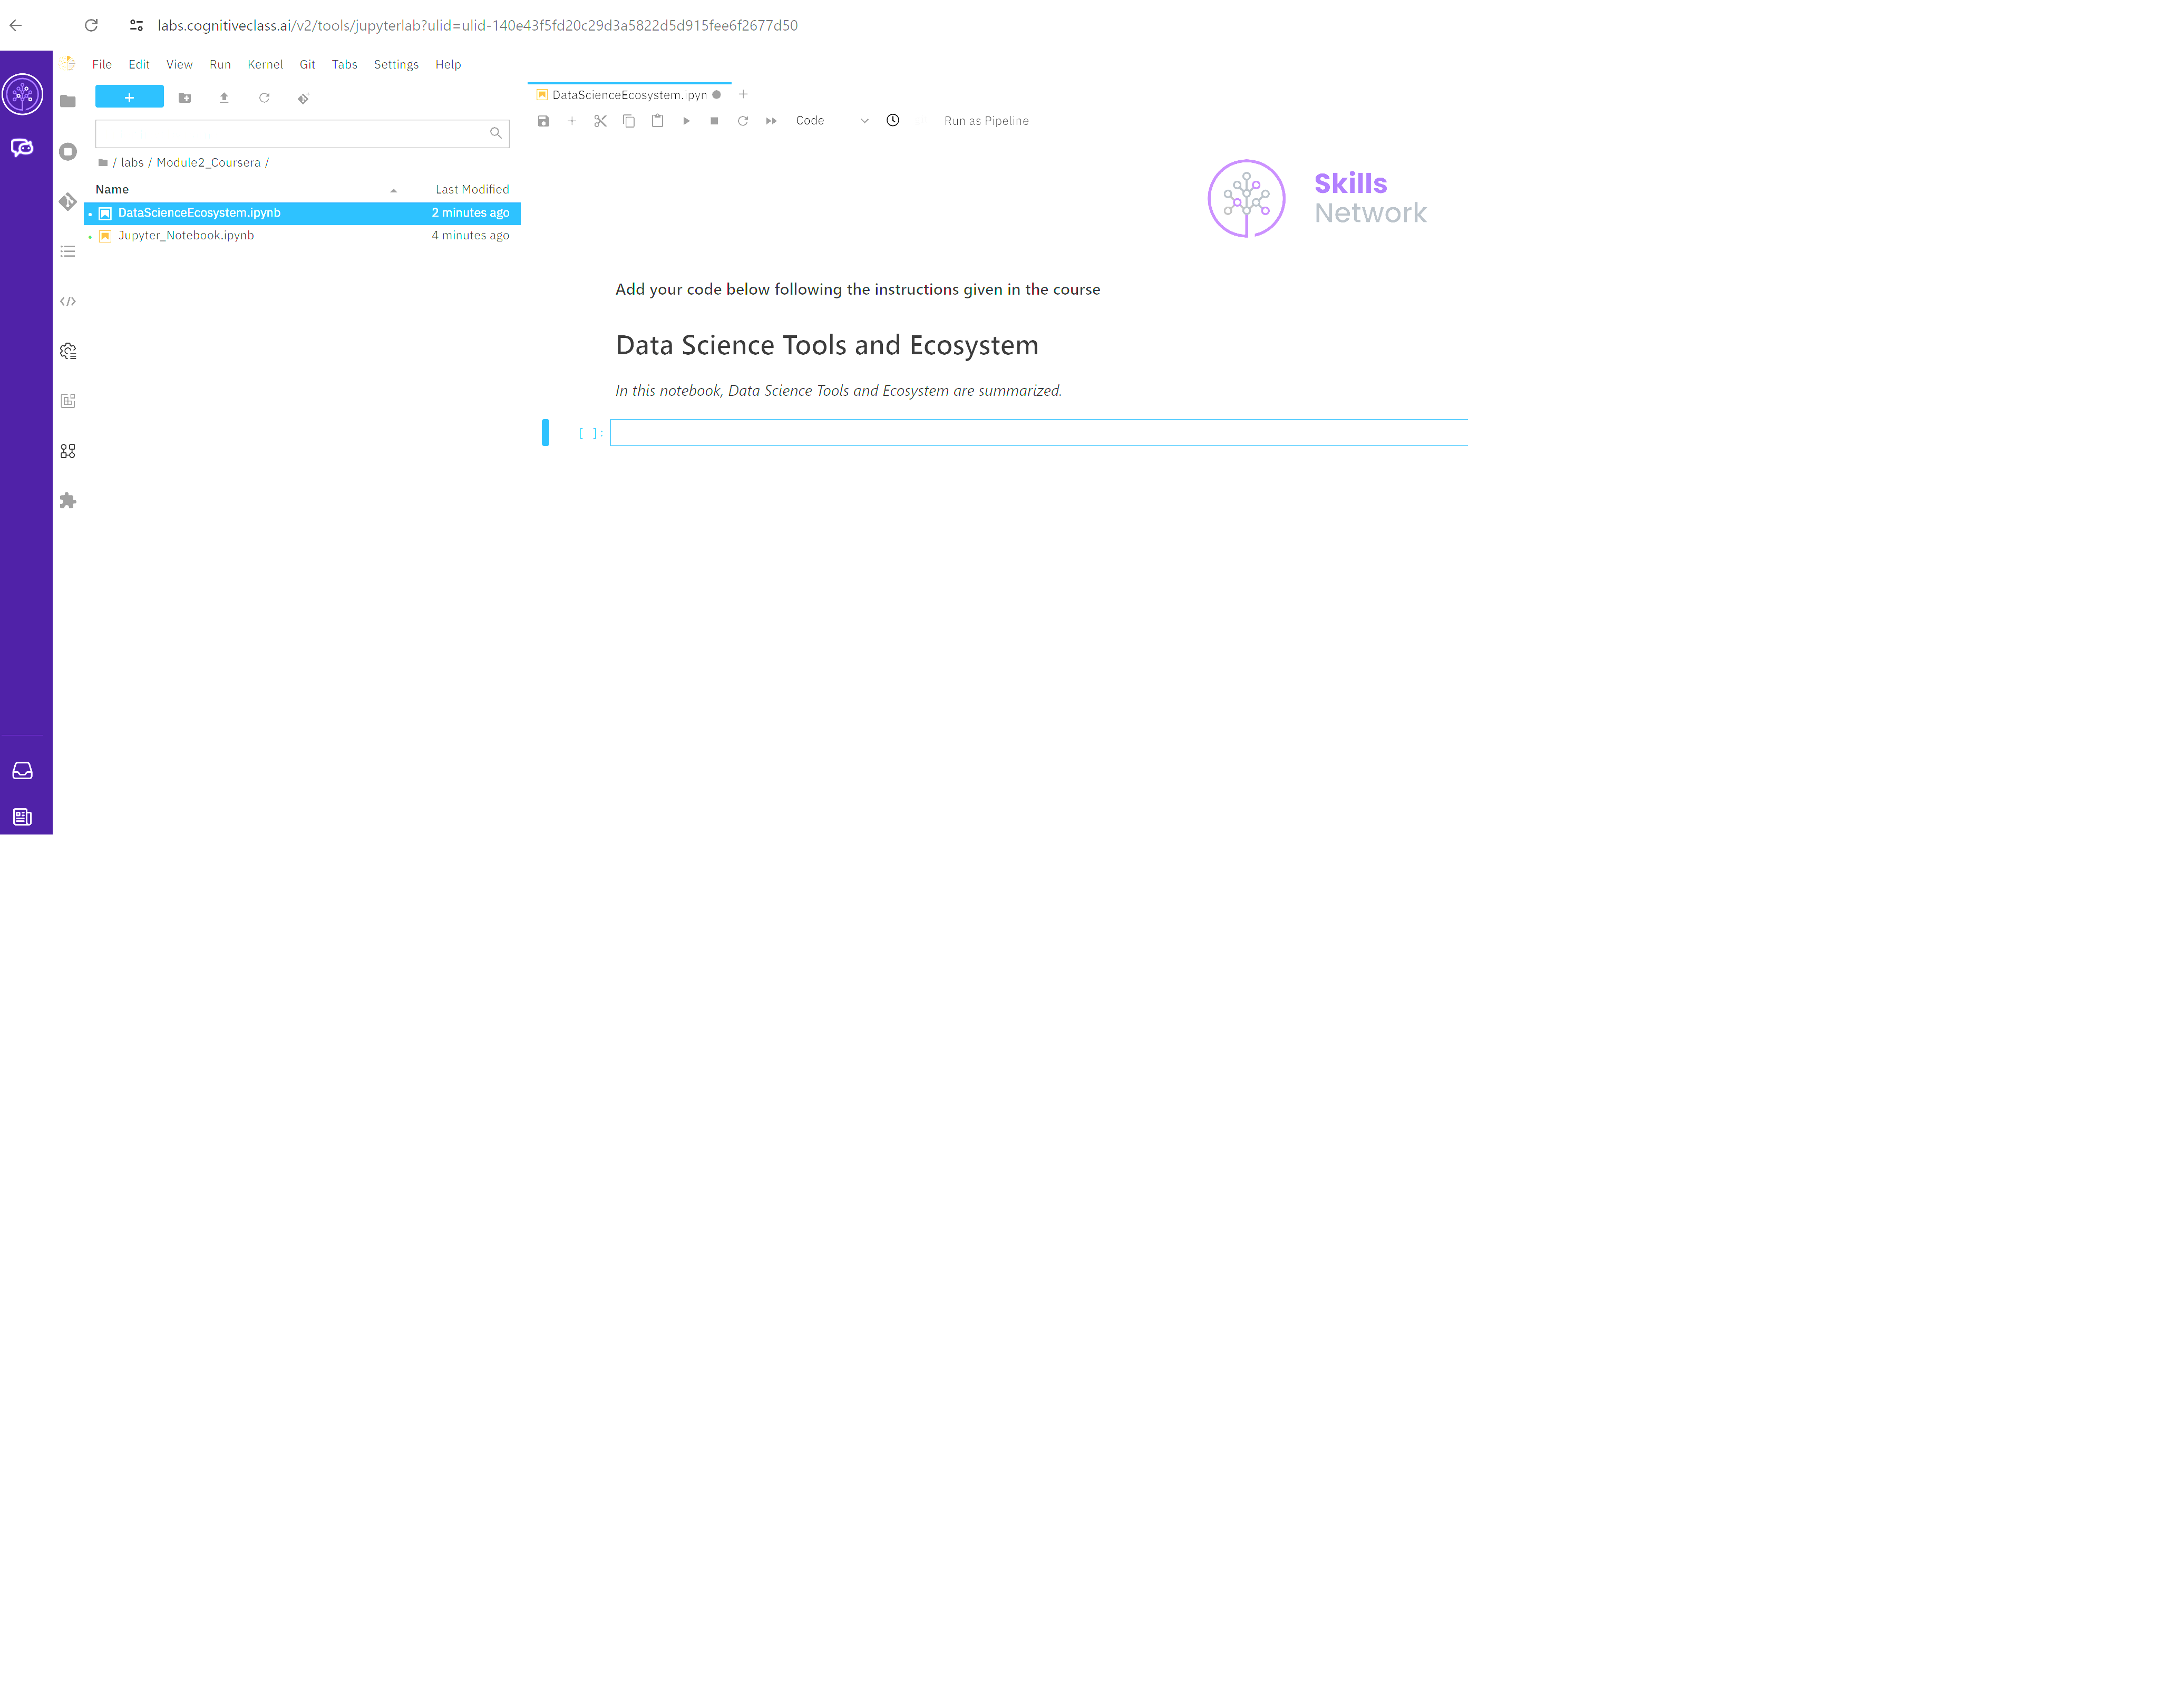 labs.cognitiveclass.ai/v2/tools/jupyterlab?ulid=ulid-140e43f5fd20c29d3a5822d5d915fee6f2677d50
File Edit View Run Kernel Git Tabs Settings Help
DataScienceEcosystem.ipyn
Code Run as Pipeline
/ labs / Module2_Coursera /
Name Last Modified
DataScienceEcosystem.ipynb 2 minutes ago
Jupyter_Notebook.ipynb 4 minutes ago
Skills
Network
Add your code below following the instructions given in the course
Data Science Tools and Ecosystem
In this notebook, Data Science Tools and Ecosystem are summarized.
[ ]: